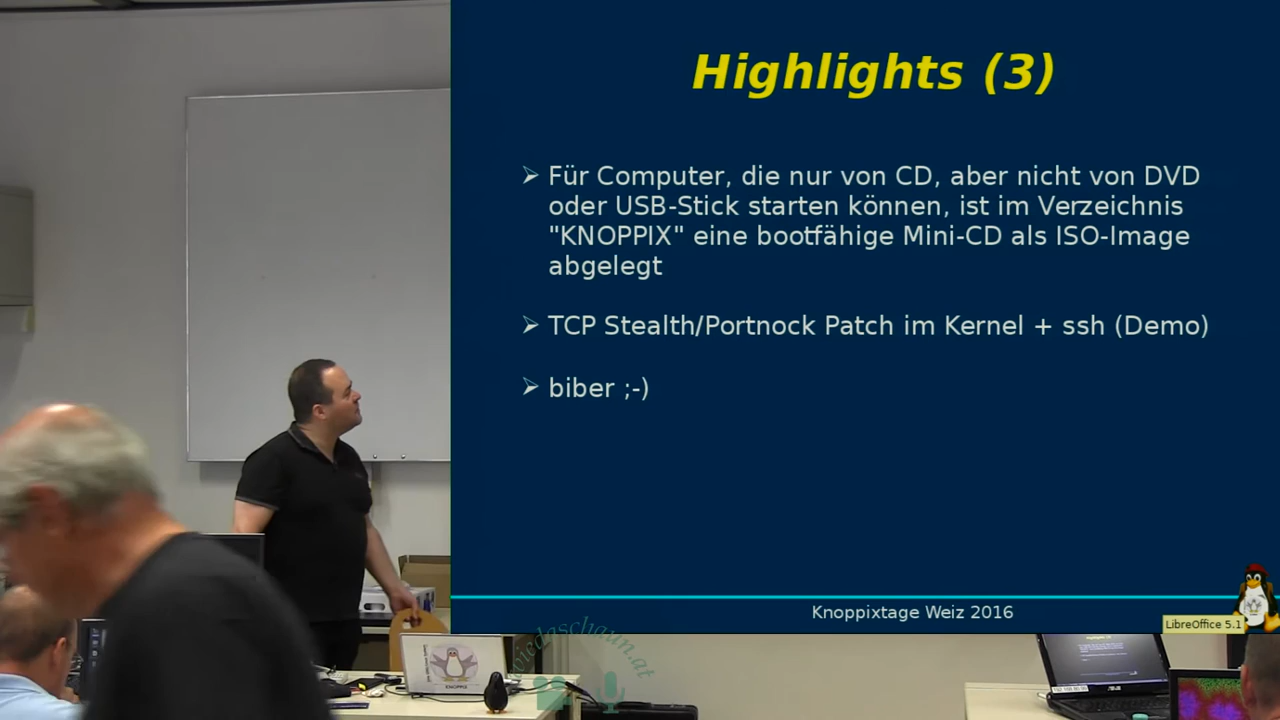 Highlights (3)
Für Computer, die nur von CD, aber nicht von DVD
oder USB-Stick starten können, ist im Verzeichnis
"KNOPPIX" eine bootfähige Mini-CD als ISO-Image
abgelegt
TCP Stealth/Portnock Patch im Kernel + ssh (Demo)
biber ;-)
Knoppixtage Weiz 2016
LibreOffice 5.1
wiedaschaun.at
KNOPPIX